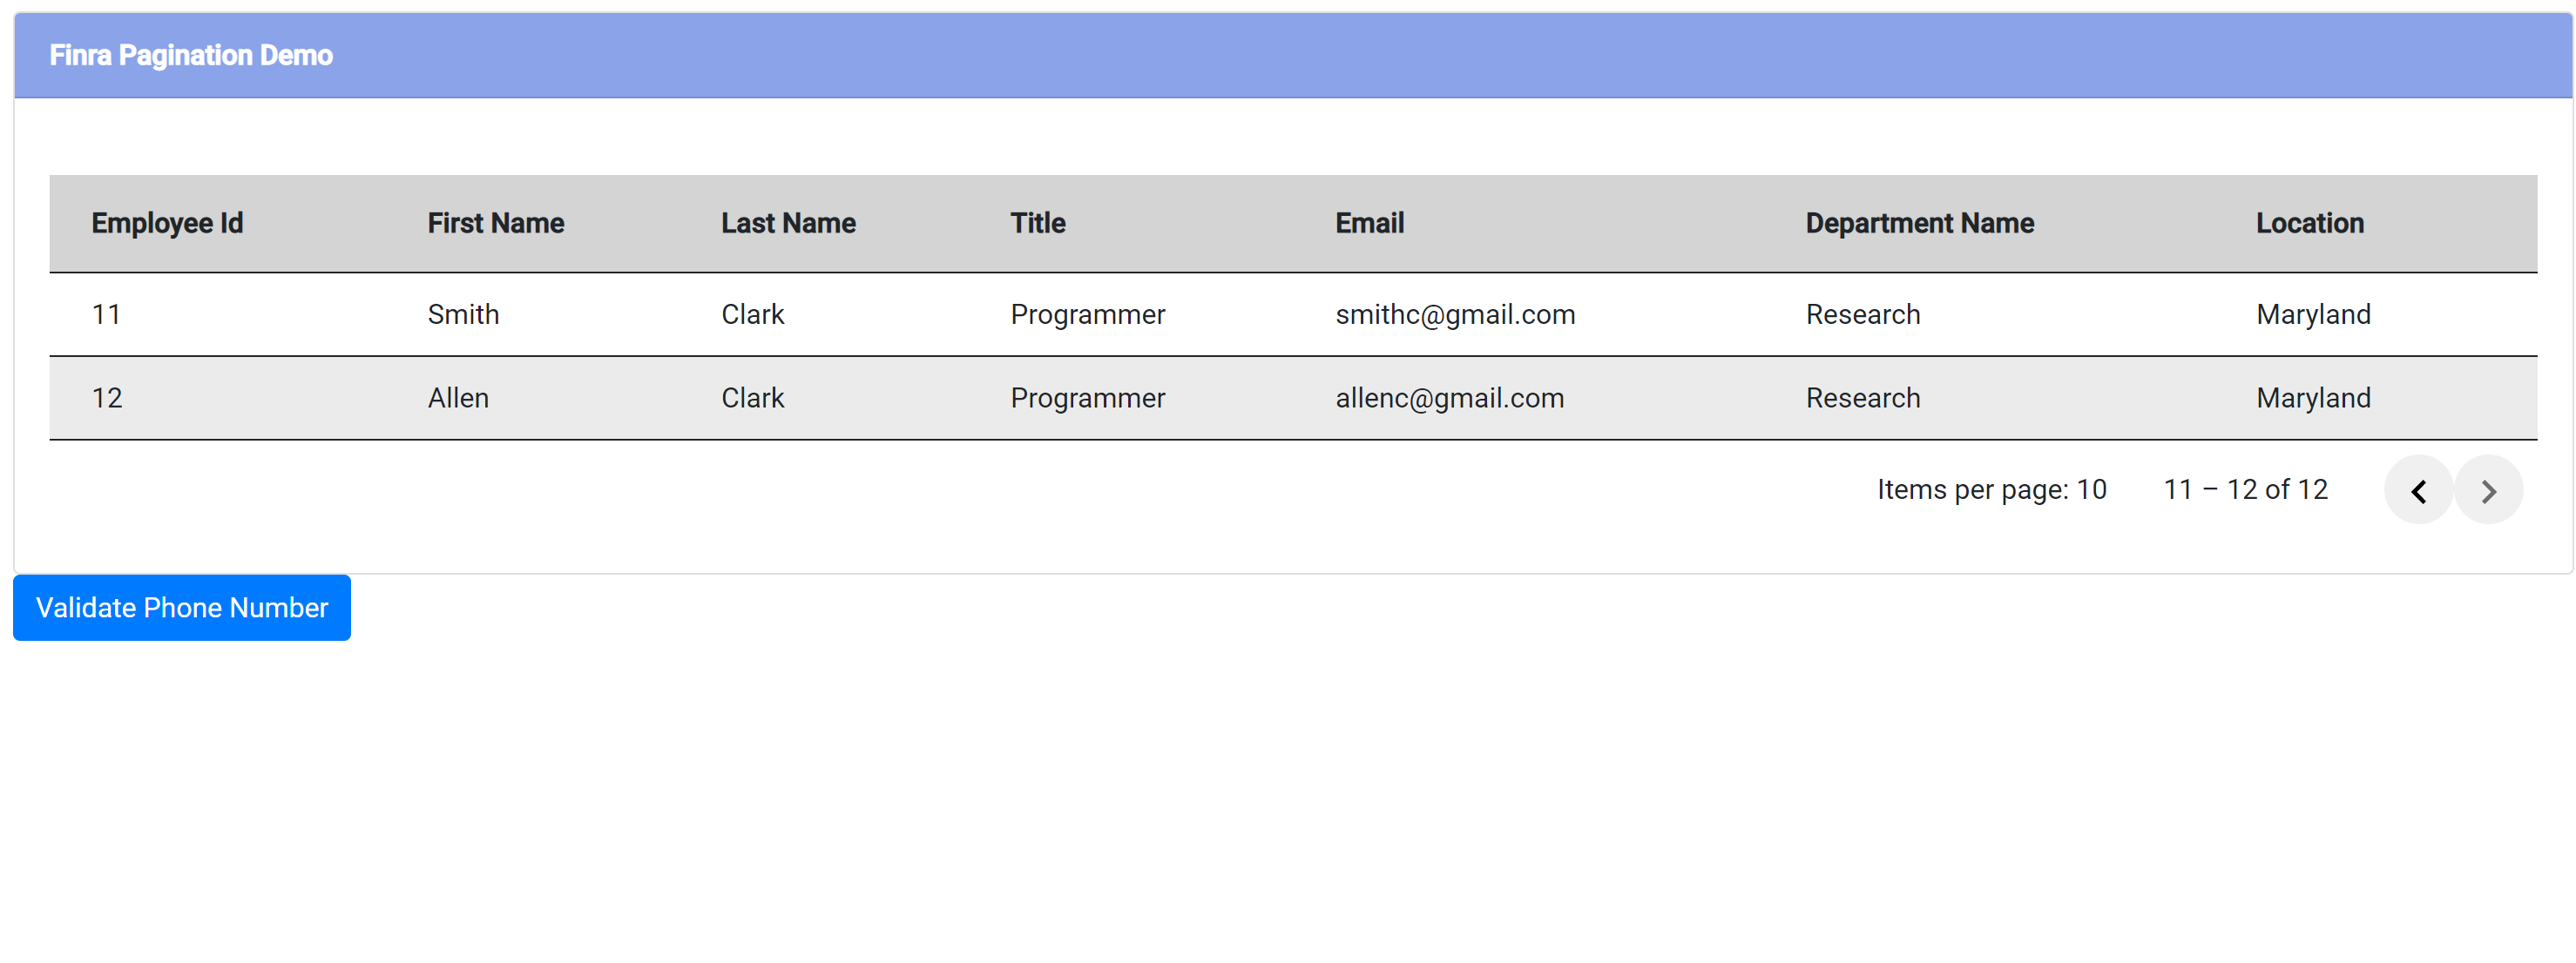 Finra Pagination Demo
Employee Id First Name Last Name Title Email Department Name Location
11 Smith Clark Programmer smithc@gmail.com Research Maryland
12 Allen Clark Programmer allenc@gmail.com Research Maryland
Items per page: 10 11 – 12 of 12
Validate Phone Number